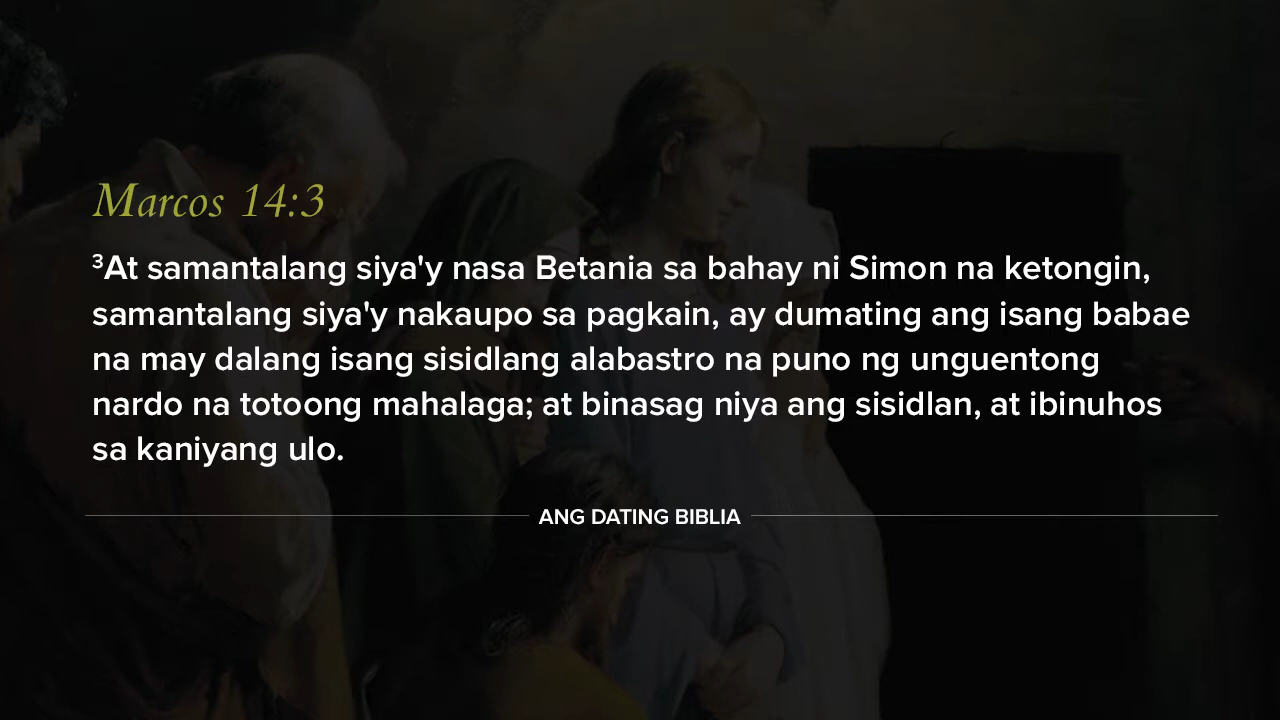 Marcos 14:3
³At samantalang siya'y nasa Betania sa bahay ni Simon na ketongin,
samantalang siya'y nakaupo sa pagkain, ay dumating ang isang babae
na may dalang isang sisidlang alabastro na puno ng unguentong
nardo na totoong mahalaga; at binasag niya ang sisidlan, at ibinuhos
sa kaniyang ulo.
ANG DATING BIBLIA